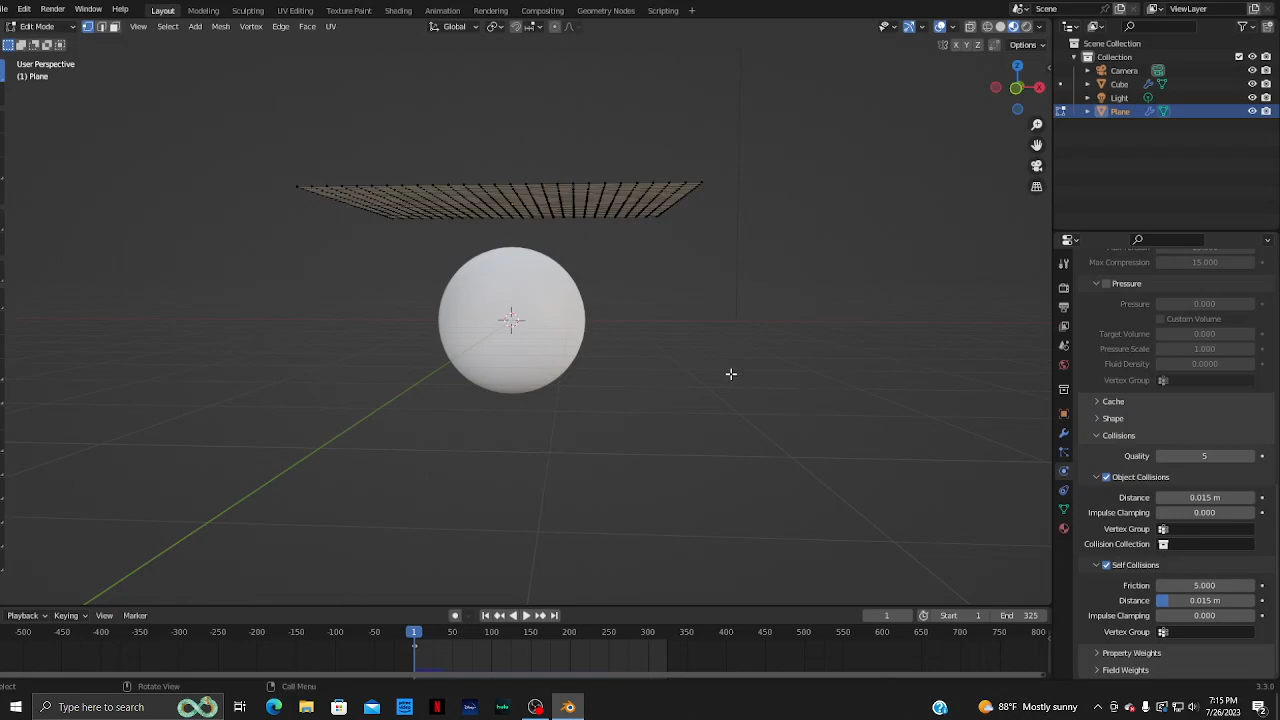 Edit Render Window Help Layout Modeling Sculpting UV Editing Texture Paint Shading Animation Rendering Compositing Geometry Nodes Scripting + Scene ViewLayer
Edit Mode View Select Add Mesh Vertex Edge Face UV Global
X Y Z Options
User Perspective
(1) Plane
Z
X
Scene Collection
Collection
Camera
Cube
Light
Plane
Max Compression 15.000
Pressure
Pressure 0.000
Custom Volume
Target Volume 0.000
Pressure Scale 1.000
Fluid Density 0.0000
Vertex Group
Cache
Shape
Collisions
Quality 5
Object Collisions
Distance 0.015 m
Impulse Clamping 0.000
Vertex Group
Collision Collection
Self Collisions
Friction 5.000
Distance 0.015 m
Impulse Clamping 0.000
Vertex Group
Property Weights
Field Weights
Playback Keying View Marker 1 Start 1 End 325
-500 -450 -400 -350 -300 -250 -200 -150 -100 -50 1 50 100 150 200 250 300 350 400 450 500 550 600 650 700 750 800
elect Rotate View Call Menu 3.3.0
Type here to search hulu 88°F Mostly sunny 7:15 PM
7/26/2023